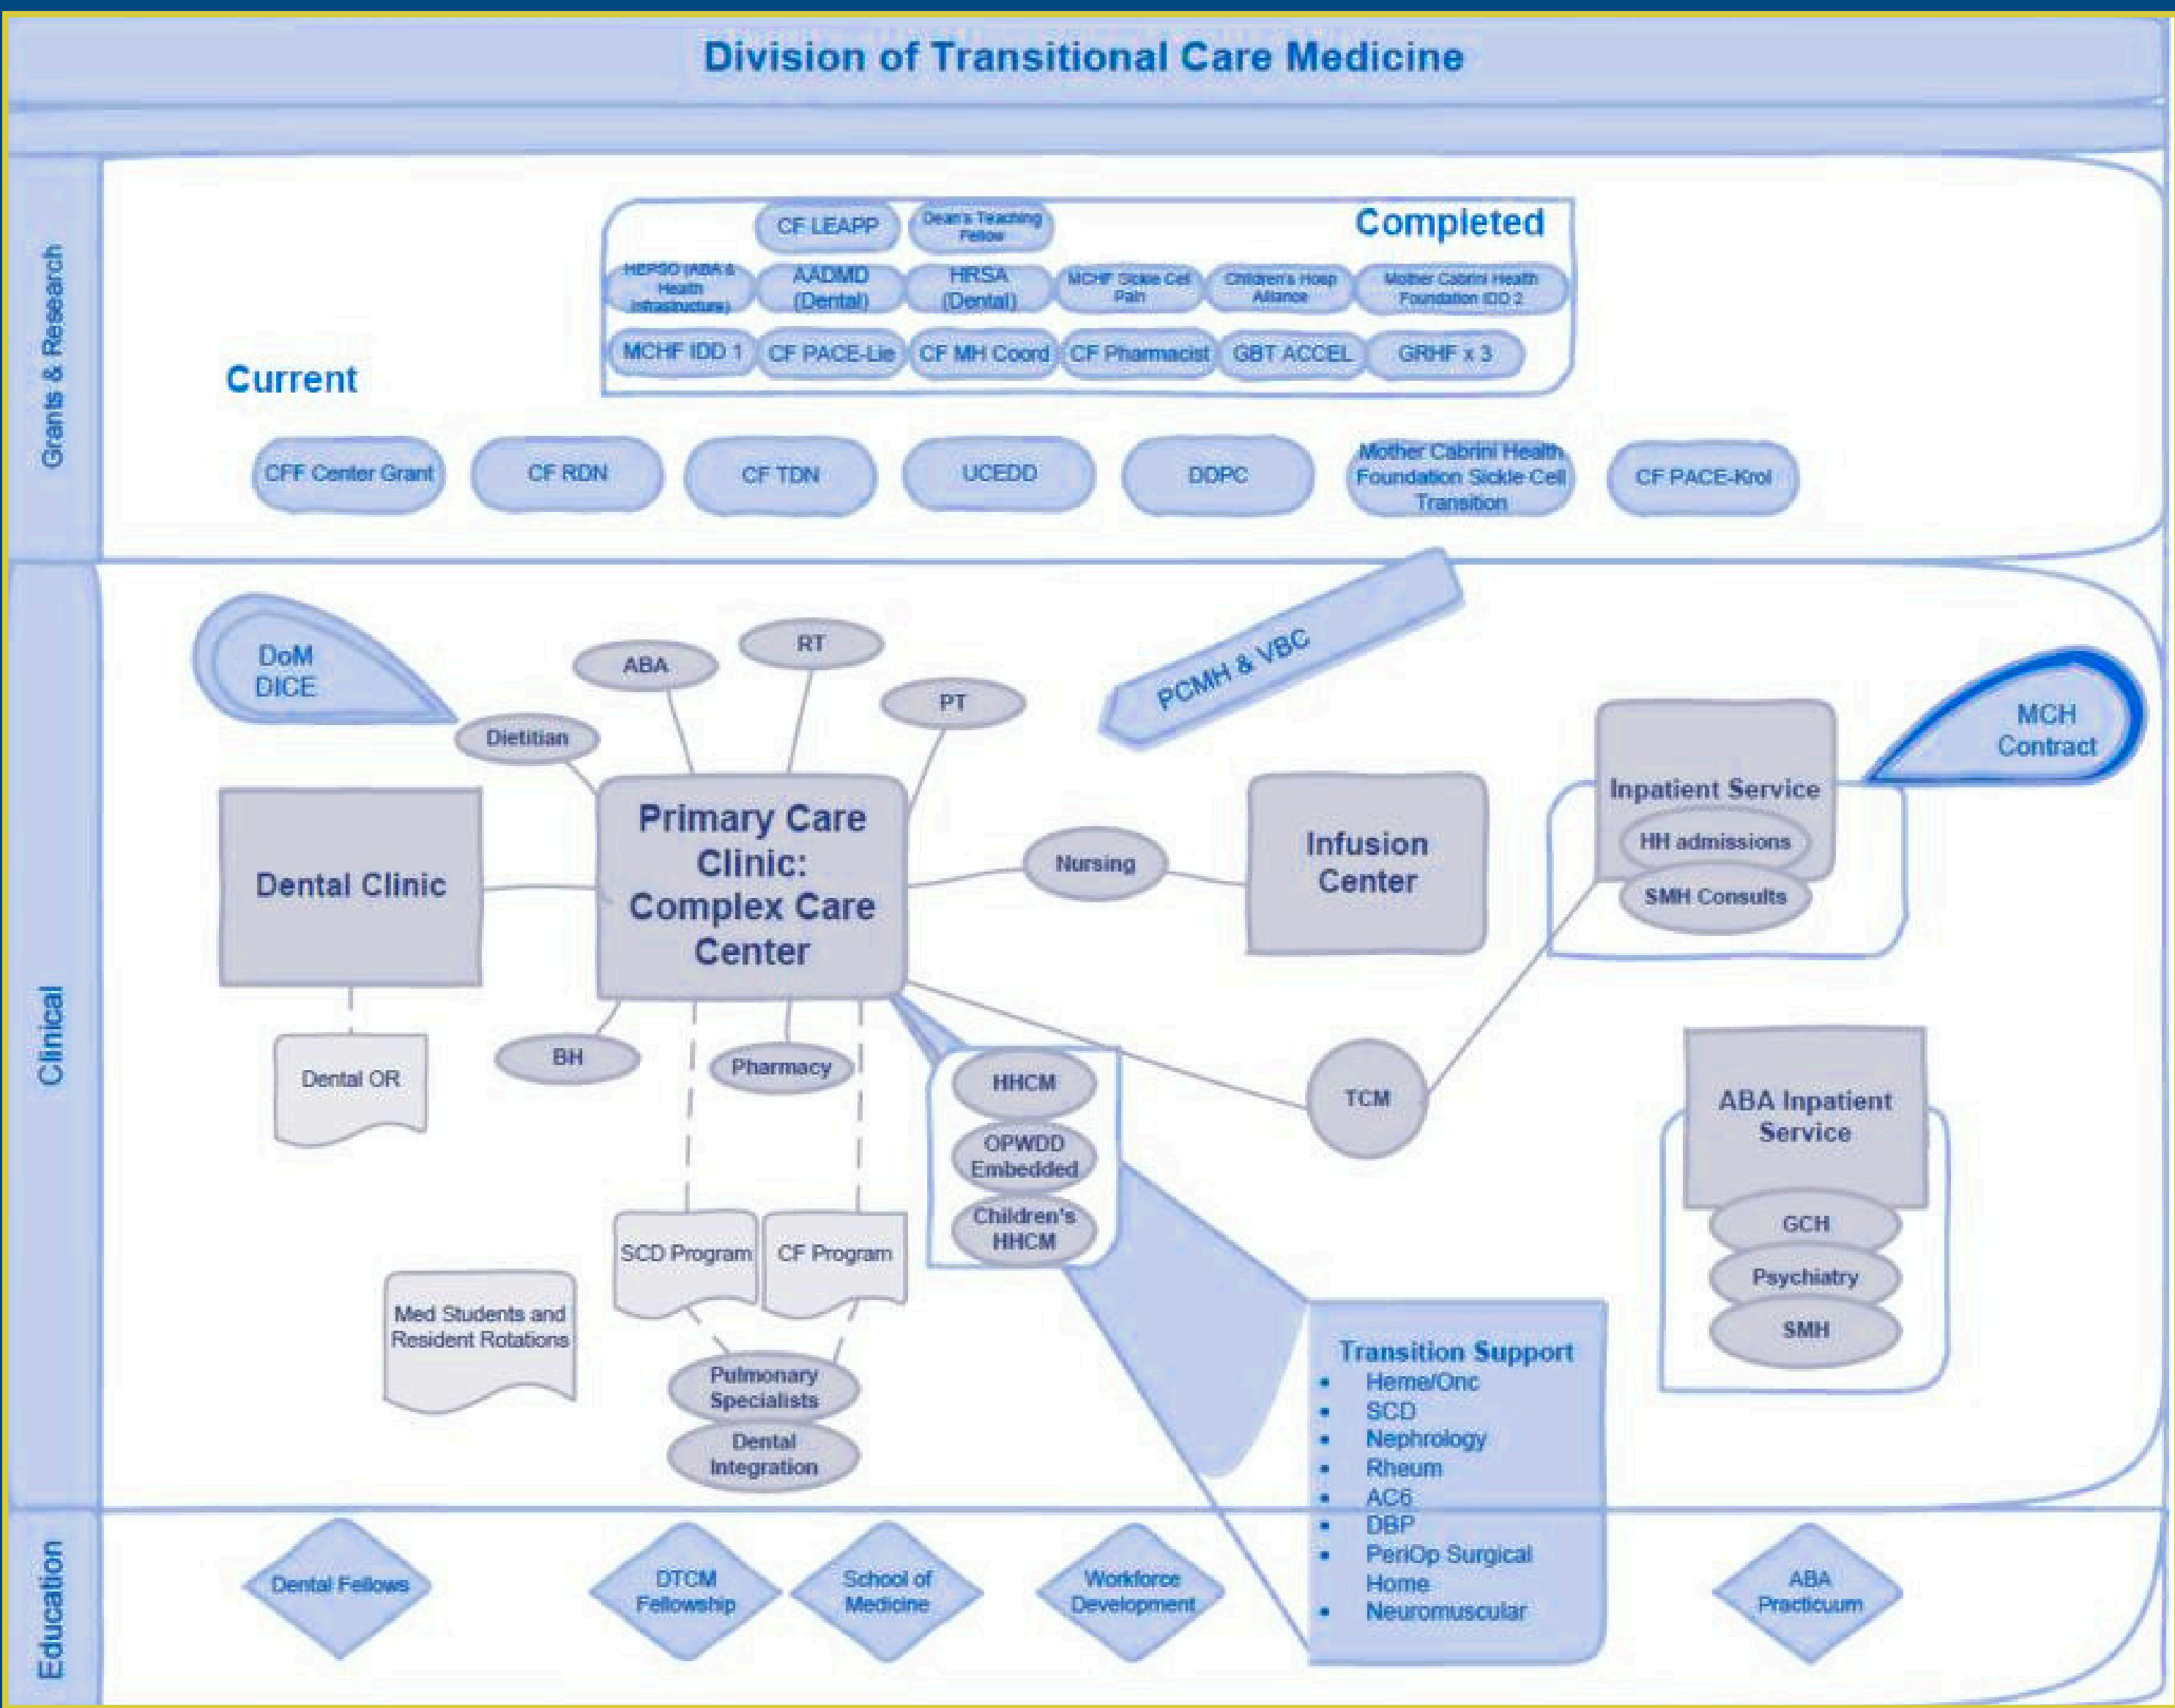 Division of Transitional Care Medicine
Grants & Research
Completed
CF LEAPP
Dean's Teaching
Fellow
HEPSO (ABA &
Health
Infrastructure)
AADMD
(Dental)
HRSA
(Dental)
MCHF Sickle Cell
Pain
Children's Hosp
Alliance
Mother Cabrini Health
Foundation IDD 2
MCHF IDD 1
CF PACE-Lie
CF MH Coord
CF Pharmacist
GBT ACCEL
GRHF x 3
Current
CFF Center Grant
CF RDN
CF TDN
UCEDD
DDPC
Mother Cabrini Health
Foundation Sickle Cell
Transition
CF PACE-Krol
Clinical
DoM
DICE
Dietitian
ABA
RT
PT
PCMH & VBC
MCH
Contract
Dental Clinic
Primary Care
Clinic:
Complex Care
Center
Nursing
Infusion
Center
Inpatient Service
HH admissions
SMH Consults
Dental OR
BH
Pharmacy
HHCM
OPWDD
Embedded
Children's
HHCM
TCM
ABA Inpatient
Service
GCH
Psychiatry
SMH
SCD Program
CF Program
Med Students and
Resident Rotations
Pulmonary
Specialists
Dental
Integration
Transition Support
• Heme/Onc
• SCD
• Nephrology
• Rheum
• AC6
• DBP
• PeriOp Surgical
Home
• Neuromuscular
Education
Dental Fellows
DTCM
Fellowship
School of
Medicine
Workforce
Development
ABA
Practicuum